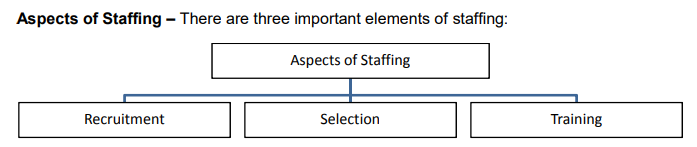 Aspects of Staffing – There are three important elements of staffing:
Aspects of Staffing
Recruitment Selection Training